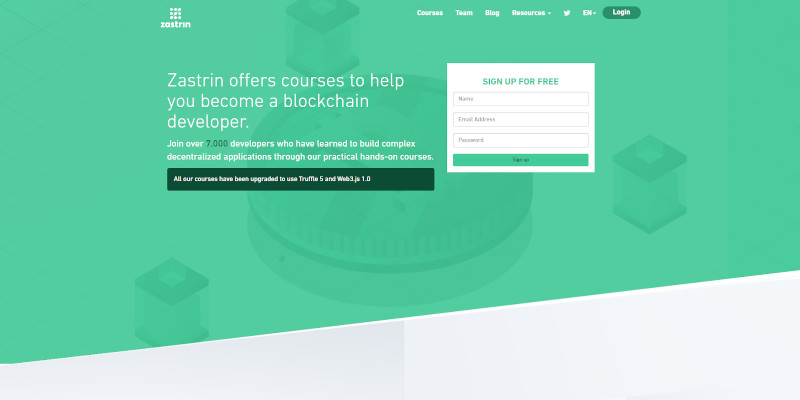 zastrin
Courses Team Blog Resources EN Login
Zastrin offers courses to help
you become a blockchain
developer.
Join over 7,000 developers who have learned to build complex
decentralized applications through our practical hands-on courses.
All our courses have been upgraded to use Truffle 5 and Web3.js 1.0
SIGN UP FOR FREE
Name
Email Address
Password
Sign up